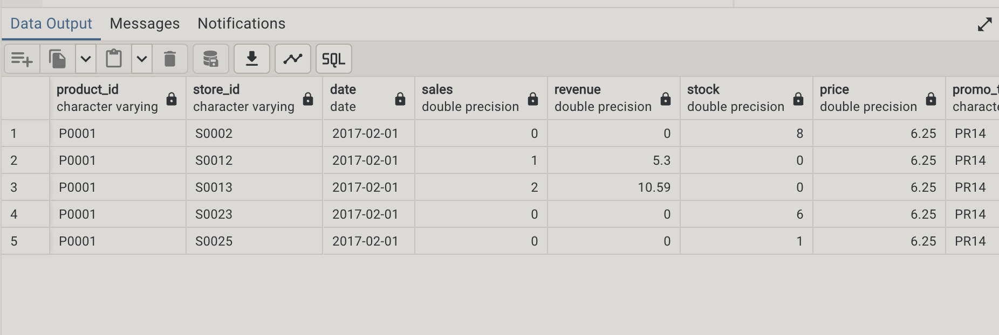 Data Output Messages Notifications
SQL
product_id store_id date sales revenue stock price promo_t
character varying character varying date double precision double precision double precision double precision characte
1 P0001 S0002 2017-02-01 0 0 8 6.25 PR14
2 P0001 S0012 2017-02-01 1 5.3 0 6.25 PR14
3 P0001 S0013 2017-02-01 2 10.59 0 6.25 PR14
4 P0001 S0023 2017-02-01 0 0 6 6.25 PR14
5 P0001 S0025 2017-02-01 0 0 1 6.25 PR14